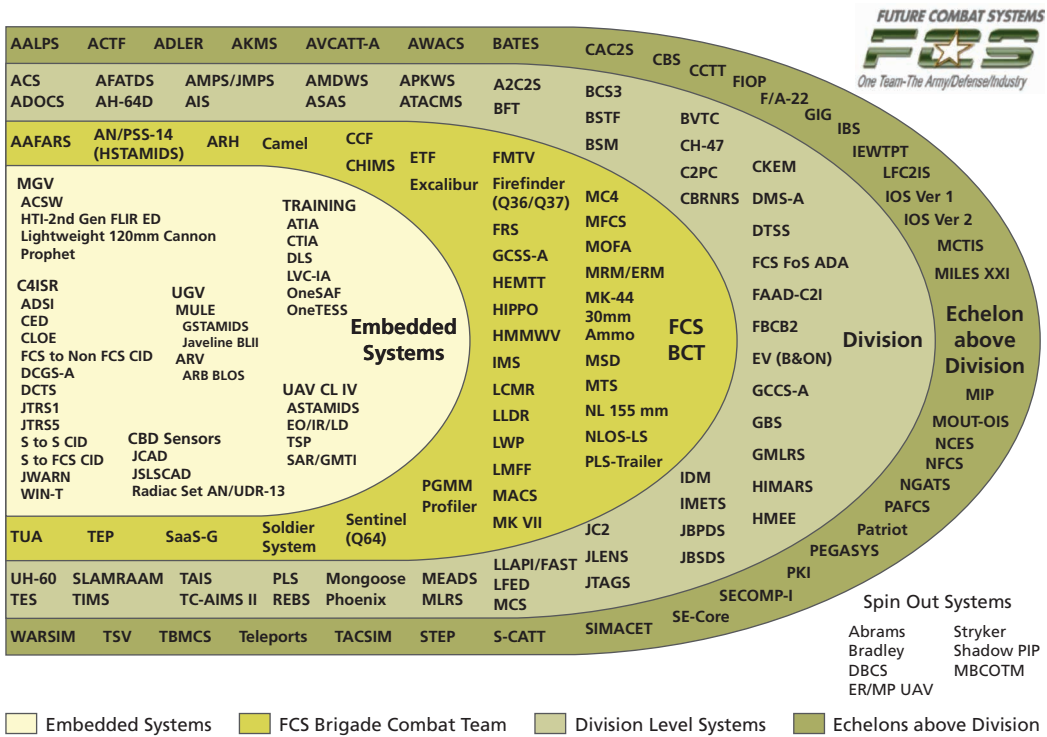 FUTURE COMBAT SYSTEMS
FCS
One Team-The Army/Defense/Industry
AALPS ACTF ADLER AKMS AVCATT-A AWACS BATES CAC2S CBS CCTT FIOP F/A-22 GIG IBS IEWTPT LFC2IS IOS Ver 1 IOS Ver 2 MCTIS MILES XXI
Echelon
above
Division
MIP
MOUT-OIS
NCES
NFCS
NGATS
PAFCS
Patriot
PEGASYS
PKI
SECOMP-I
SE-Core
SIMACET
WARSIM TSV TBMCS Teleports TACSIM STEP S-CATT
ACS AFATDS AMPS/JMPS AMDWS APKWS A2C2S
ADOCS AH-64D AIS ASAS ATACMS BFT
BCS3
BSTF
BSM
BVTC
CH-47
C2PC
CBRNRS
CKEM
DMS-A
DTSS
FCS FoS ADA
FAAD-C2I
FBCB2
EV (B&ON)
GCCS-A
GBS
GMLRS
HIMARS
HMEE
Division
IDM
IMETS
JBPDS
JBSDS
JC2
JLENS
JTAGS
LLAPI/FAST
LFED
MCS
UH-60 SLAMRAAM TAIS PLS Mongoose MEADS
TES TIMS TC-AIMS II REBS Phoenix MLRS
AAFARS AN/PSS-14
(HSTAMIDS) ARH Camel CCF
CHIMS
ETF
Excalibur
FMTV
Firefinder
(Q36/Q37)
FRS
GCSS-A
HEMTT
HIPPO
HMMWV
IMS
LCMR
LLDR
LWP
LMFF
MACS
MK VII
MC4
MFCS
MOFA
MRM/ERM
MK-44
30mm
Ammo
MSD
MTS
NL 155 mm
NLOS-LS
PLS-Trailer
FCS
BCT
PGMM
Profiler
TUA TEP SaaS-G Soldier
System
Sentinel
(Q64)
MGV
ACSW
HTI-2nd Gen FLIR ED
Lightweight 120mm Cannon
Prophet
C4ISR
ADSI
CED
CLOE
FCS to Non FCS CID
DCGS-A
DCTS
JTRS1
JTRS5
S to S CID
S to FCS CID
JWARN
WIN-T
UGV
MULE
GSTAMIDS
Javeline BLII
ARV
ARB BLOS
CBD Sensors
JCAD
JSLSCAD
Radiac Set AN/UDR-13
TRAINING
ATIA
CTIA
DLS
LVC-IA
OneSAF
OneTESS
UAV CL IV
ASTAMIDS
EO/IR/LD
TSP
SAR/GMTI
Embedded
Systems
Spin Out Systems
Abrams Stryker
Bradley Shadow PIP
DBCS MBCOTM
ER/MP UAV
Embedded Systems FCS Brigade Combat Team Division Level Systems Echelons above Division